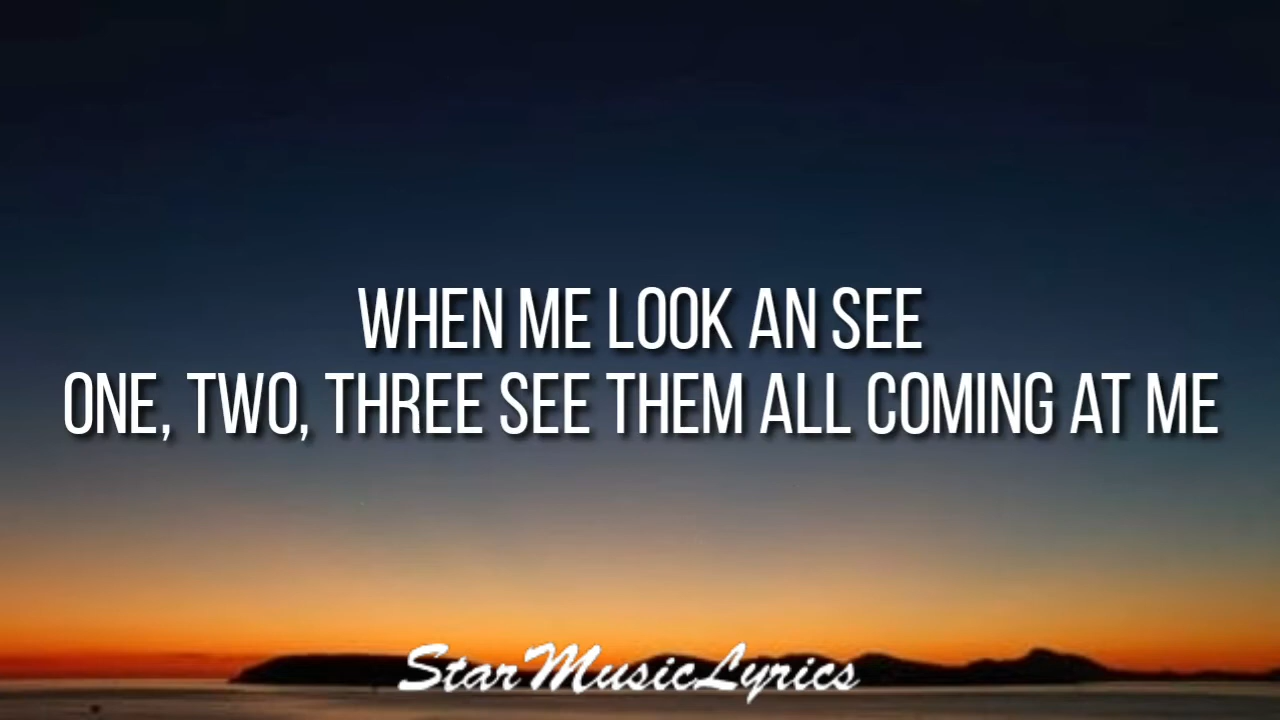 WHEN ME LOOK AN SEE
ONE, TWO, THREE SEE THEM ALL COMING AT ME
StarMusicLyrics